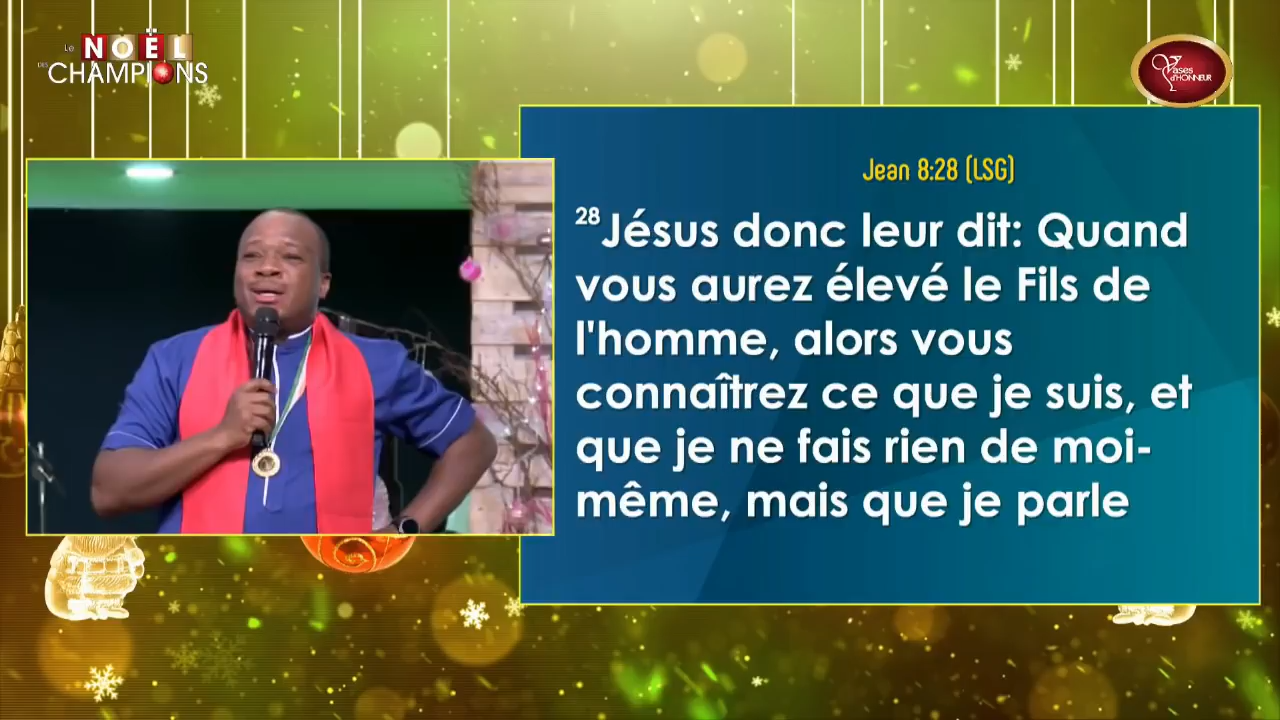 Le NOËL
DES CHAMPIONS
Vases
d'HONNEUR
Jean 8:28 (LSG)
28Jésus donc leur dit: Quand
vous aurez élevé le Fils de
l'homme, alors vous
connaîtrez ce que je suis, et
que je ne fais rien de moi-
même, mais que je parle